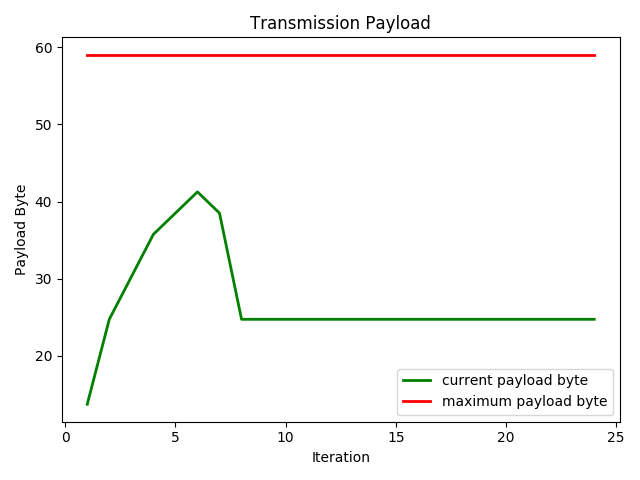 Transmission Payload
60
50
40
30
20
Payload Byte
0
5
10
15
20
25
Iteration
current payload byte
maximum payload byte